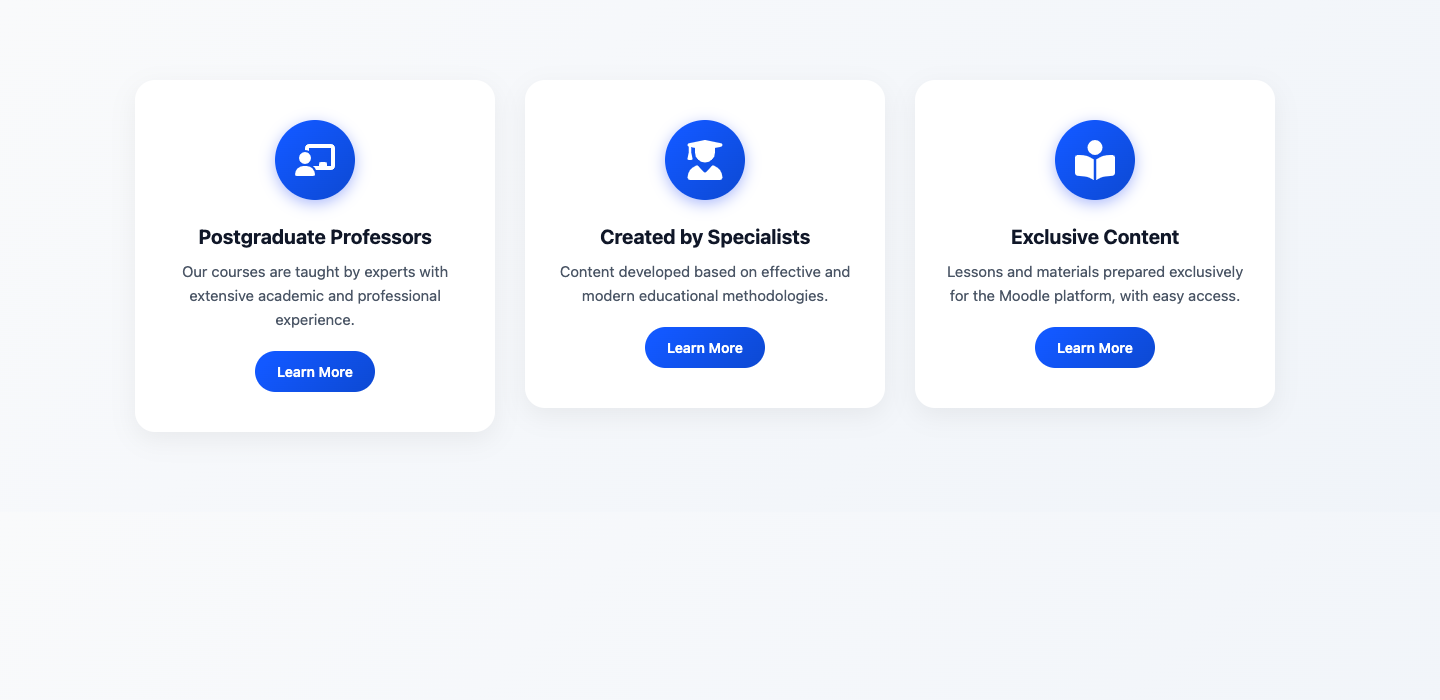 Postgraduate Professors
Our courses are taught by experts with
extensive academic and professional
experience.
Learn More
Created by Specialists
Content developed based on effective and
modern educational methodologies.
Learn More
Exclusive Content
Lessons and materials prepared exclusively
for the Moodle platform, with easy access.
Learn More